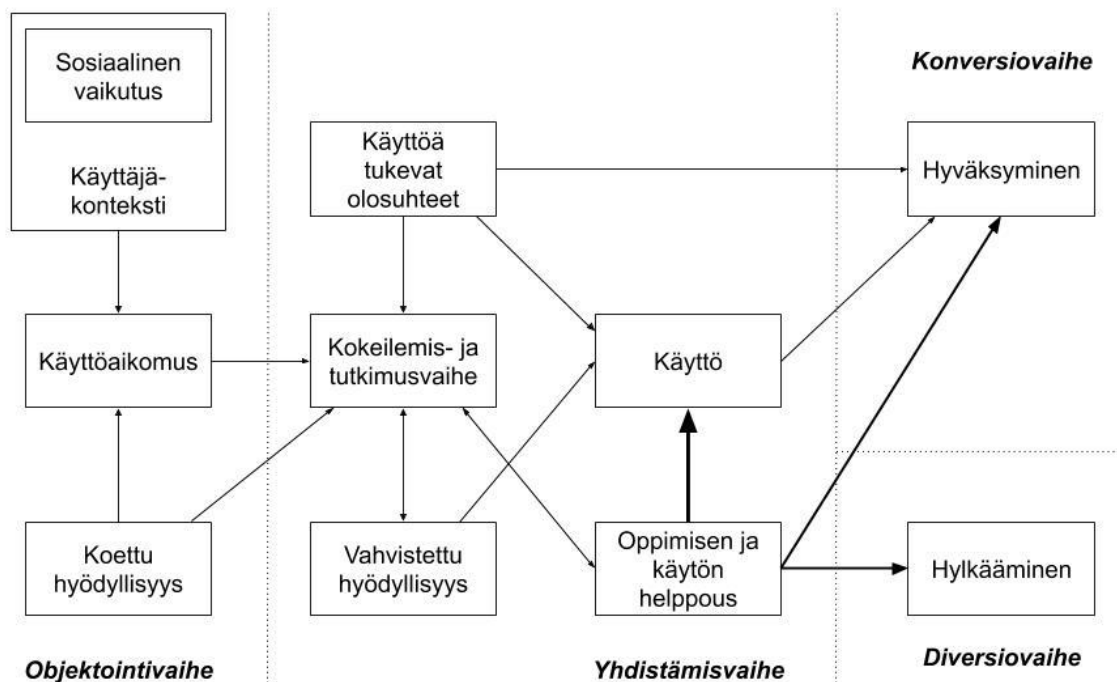 Sosiaalinen
vaikutus
Käyttäjä-
konteksti
Käyttöaikomus
Koettu
hyödyllisyys
Objektointivaihe
Käyttöä
tukevat
olosuhteet
Kokeilemis- ja
tutkimusvaihe
Vahvistettu
hyödyllisyys
Käyttö
Oppimisen ja
käytön
helppous
Yhdistämisvaihe
Konversiovaihe
Hyväksyminen
Hylkääminen
Diversiovaihe